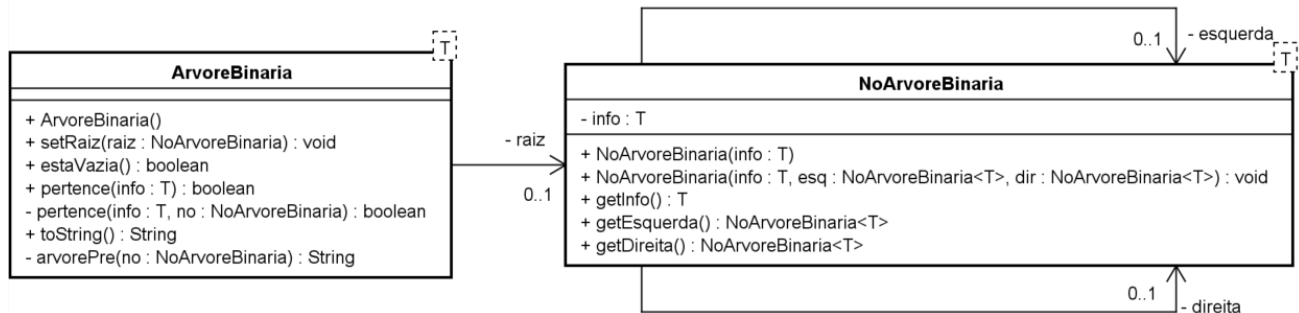 T
ArvoreBinaria
+ ArvoreBinaria()
+ setRaiz(raiz : NoArvoreBinaria) : void
+ estaVazia() : boolean
+ pertence(info : T) : boolean
- pertence(info : T, no : NoArvoreBinaria) : boolean
+ toString() : String
- arvorePre(no : NoArvoreBinaria) : String
- raiz
0..1
0..1
- esquerda
T
NoArvoreBinaria
- info : T
+ NoArvoreBinaria(info : T)
+ NoArvoreBinaria(info : T, esq : NoArvoreBinaria<T>, dir : NoArvoreBinaria<T>) : void
+ getInfo() : T
+ getEsquerda() : NoArvoreBinaria<T>
+ getDireita() : NoArvoreBinaria<T>
0..1
- direita